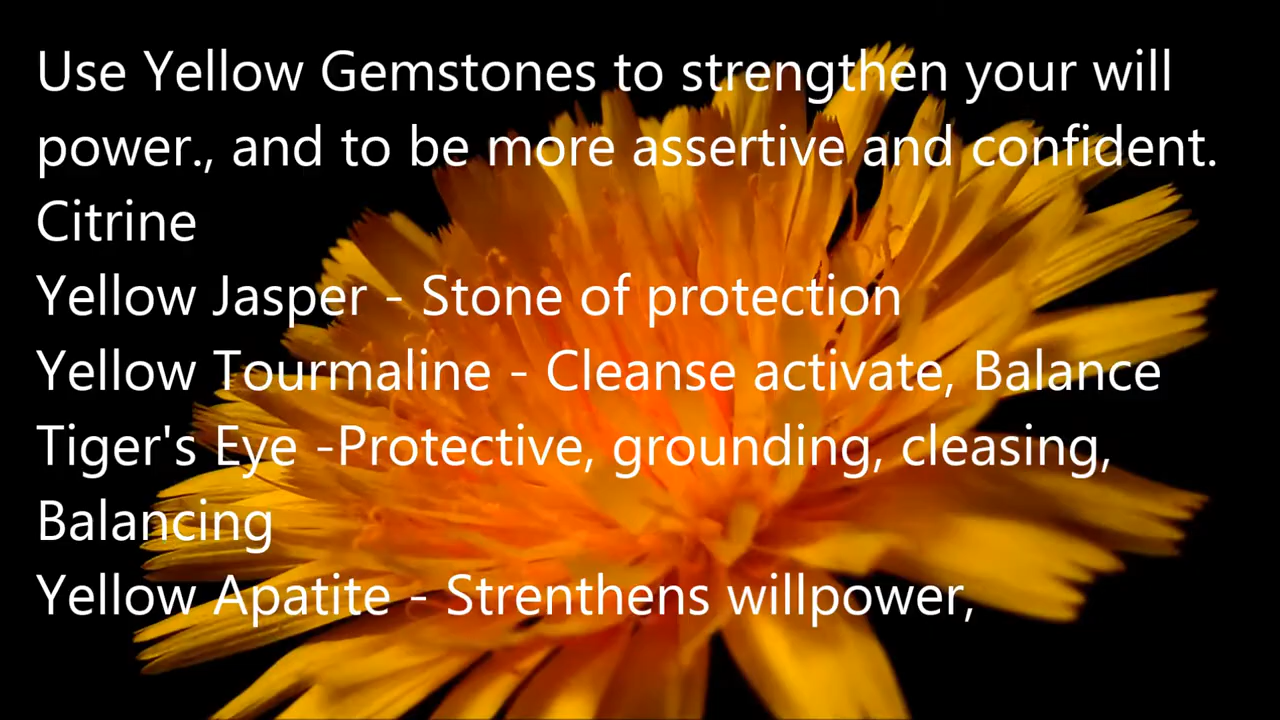 Use Yellow Gemstones to strengthen your will
power., and to be more assertive and confident.
Citrine
Yellow Jasper - Stone of protection
Yellow Tourmaline - Cleanse activate, Balance
Tiger's Eye -Protective, grounding, cleasing,
Balancing
Yellow Apatite - Strenthens willpower,